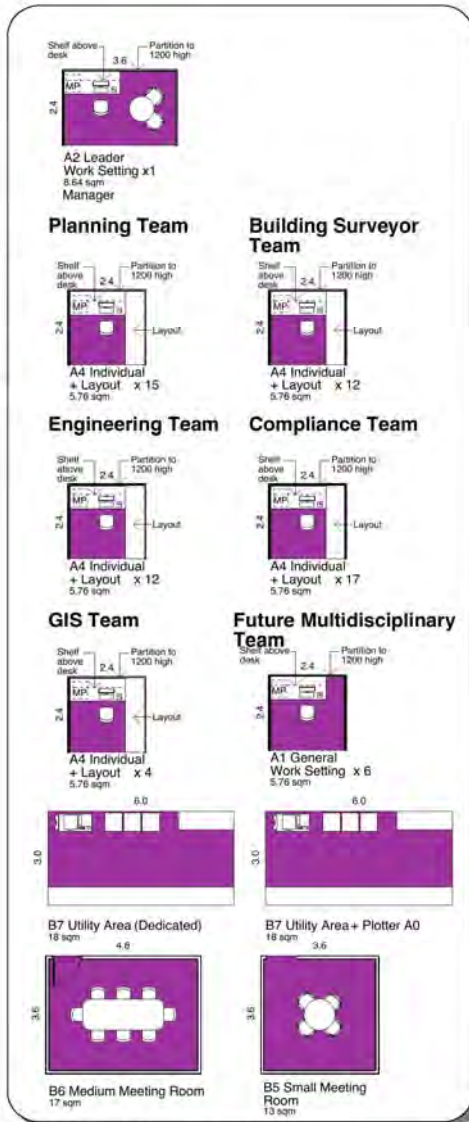 Shelf above desk
Partition to 1200 high
3.6
MP
2.4
A2 Leader
Work Setting x1
8.64 sqm
Manager
Planning Team
Shelf above desk
Partition to 1200 high
2.4
MP
2.4
Layout
A4 Individual
+ Layout x 15
5.76 sqm
Building Surveyor
Team
Shelf above desk
Partition to 1200 high
2.4
MP
2.4
Layout
A4 Individual
+ Layout x 12
5.76 sqm
Engineering Team
Shelf above desk
Partition to 1200 high
2.4
MP
2.4
Layout
A4 Individual
+ Layout x 12
5.76 sqm
Compliance Team
Shelf above desk
Partition to 1200 high
2.4
MP
2.4
Layout
A4 Individual
+ Layout x 17
5.76 sqm
GIS Team
Shelf above desk
Partition to 1200 high
2.4
MP
2.4
Layout
A4 Individual
+ Layout x 4
5.76 sqm
Future Multidisciplinary
Team
Shelf above desk
Partition to 1200 high
2.4
MP
2.4
A1 General
Work Setting x 6
5.76 sqm
6.0
3.0
B7 Utility Area (Dedicated)
18 sqm
6.0
3.0
B7 Utility Area + Plotter A0
18 sqm
4.8
3.6
B6 Medium Meeting Room
17 sqm
3.6
3.6
B5 Small Meeting
Room
13 sqm